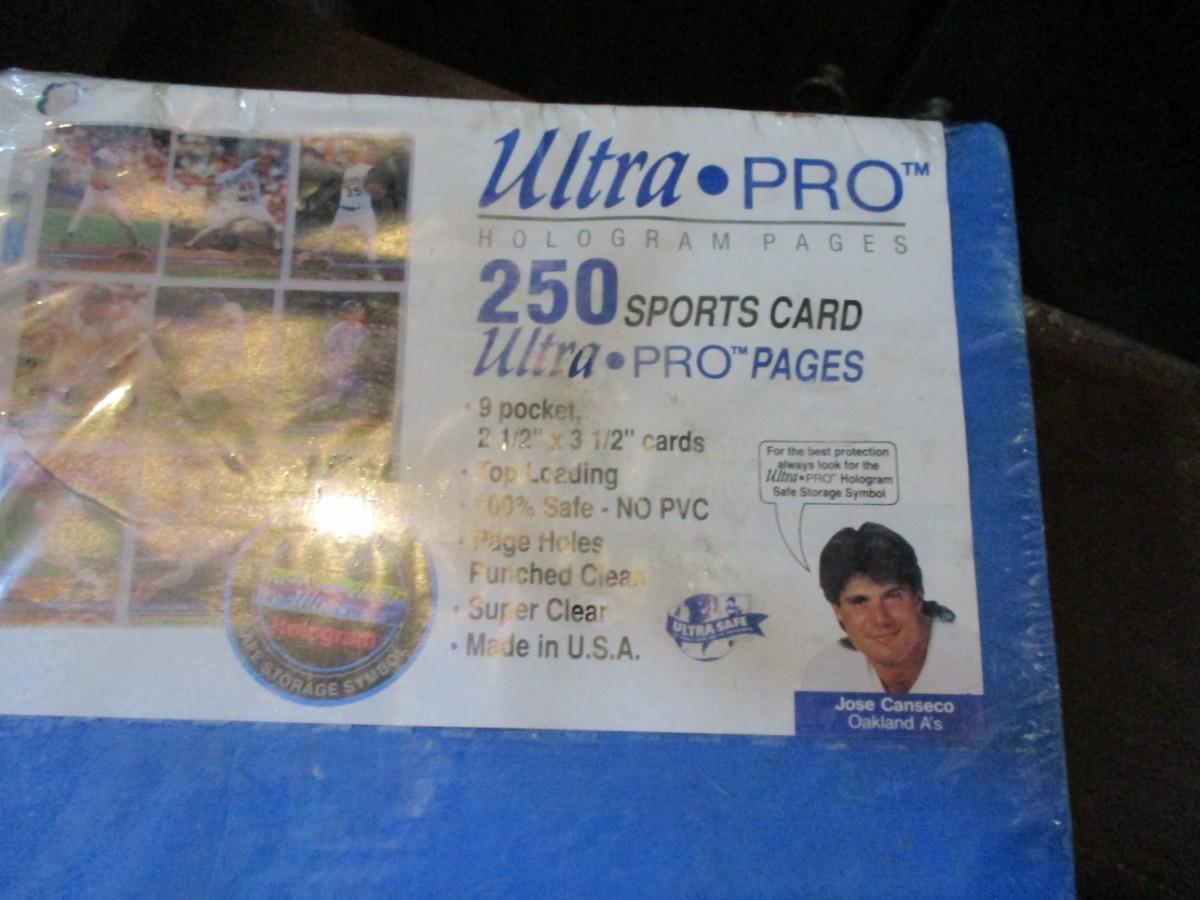 Ultra•PRO™
HOLOGRAM PAGES
250 SPORTS CARD
Ultra•PRO™ PAGES
• 9 pocket,
2 1/2" x 3 1/2" cards
• Top Loading
• 100% Safe - NO PVC
• Page Holes
Punched Clean
• Super Clear
• Made in U.S.A.
For the best protection
always look for the
Ultra•PRO™ Hologram
Safe Storage Symbol
ULTRA SAFE
Jose Canseco
Oakland A's
Hologram
SAFE STORAGE SYMBOL